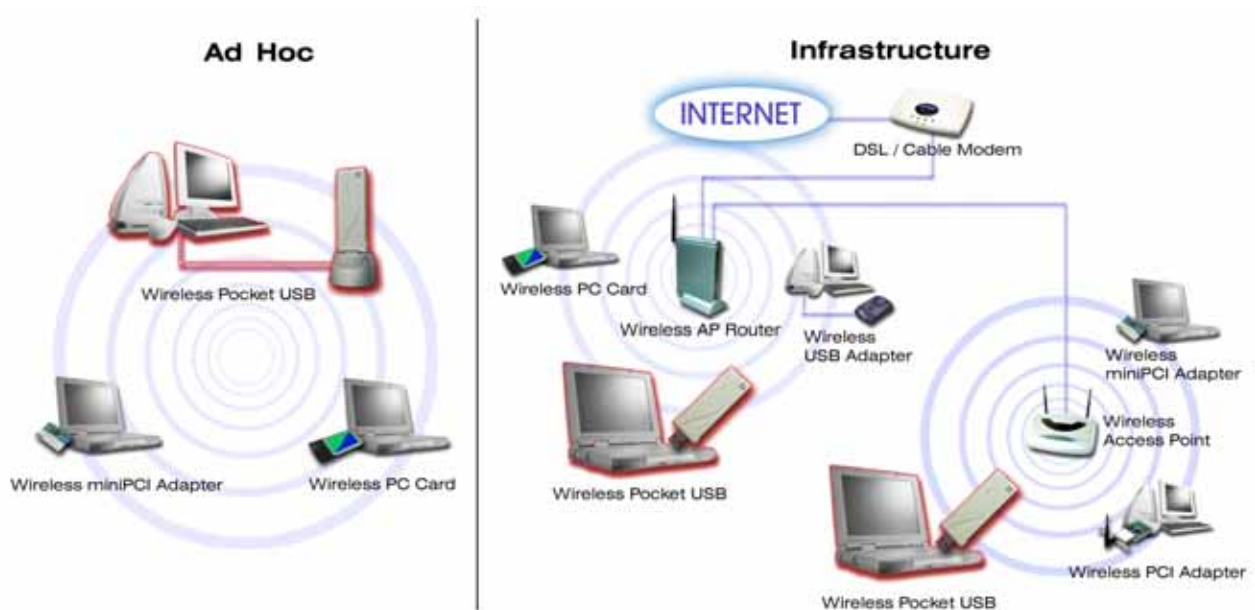 Ad Hoc
Wireless Pocket USB
Wireless miniPCI Adapter
Wireless PC Card
Infrastructure
INTERNET
DSL / Cable Modem
Wireless PC Card
Wireless AP Router
Wireless
USB Adapter
Wireless
miniPCI Adapter
Wireless Pocket USB
Wireless
Access Point
Wireless Pocket USB
Wireless PCI Adapter